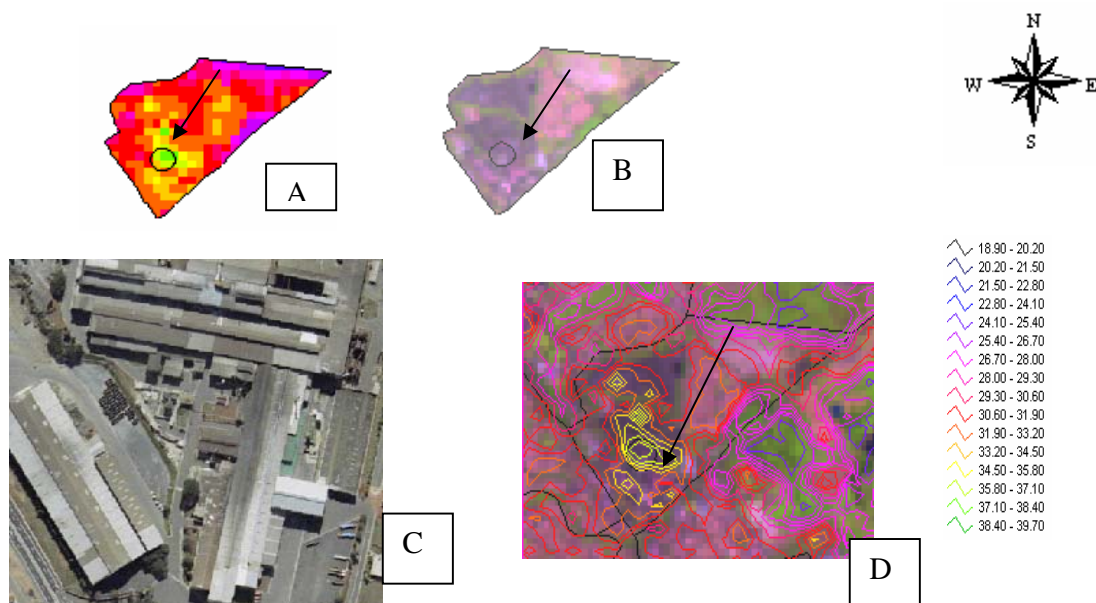 N
W E
S
A
B
C
D
18.90 - 20.20
20.20 - 21.50
21.50 - 22.80
22.80 - 24.10
24.10 - 25.40
25.40 - 26.70
26.70 - 28.00
28.00 - 29.30
29.30 - 30.60
30.60 - 31.90
31.90 - 33.20
33.20 - 34.50
34.50 - 35.80
35.80 - 37.10
37.10 - 38.40
38.40 - 39.70